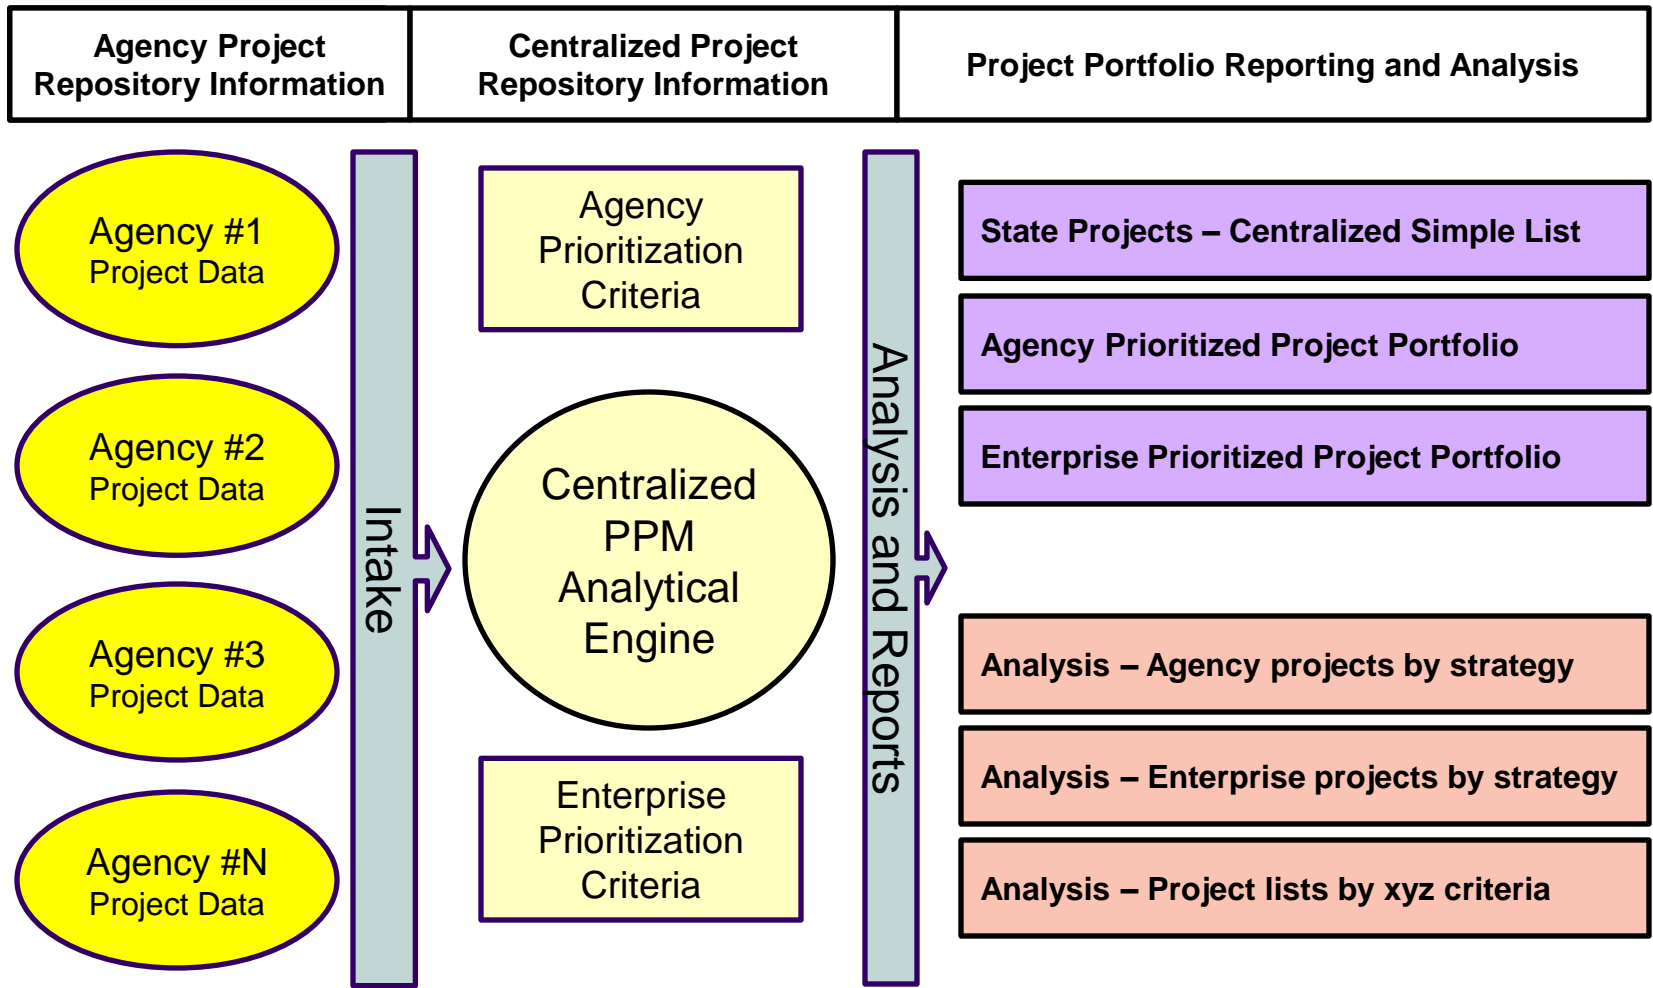 Agency Project
Repository Information
Centralized Project
Repository Information
Project Portfolio Reporting and Analysis
Agency #1
Project Data
Agency #2
Project Data
Agency #3
Project Data
Agency #N
Project Data
Intake
Agency
Prioritization
Criteria
Centralized
PPM
Analytical
Engine
Enterprise
Prioritization
Criteria
Analysis and Reports
State Projects – Centralized Simple List
Agency Prioritized Project Portfolio
Enterprise Prioritized Project Portfolio
Analysis – Agency projects by strategy
Analysis – Enterprise projects by strategy
Analysis – Project lists by xyz criteria